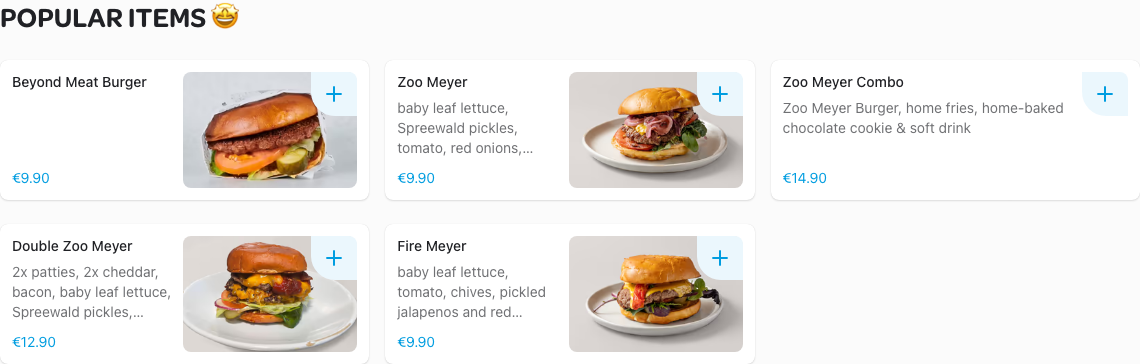 POPULAR ITEMS 🤩
Beyond Meat Burger
€9.90
Zoo Meyer
baby leaf lettuce,
Spreewald pickles,
tomato, red onions,...
€9.90
Zoo Meyer Combo
Zoo Meyer Burger, home fries, home-baked
chocolate cookie & soft drink
€14.90
Double Zoo Meyer
2x patties, 2x cheddar,
bacon, baby leaf lettuce,
Spreewald pickles,...
€12.90
Fire Meyer
baby leaf lettuce,
tomato, chives, pickled
jalapenos and red...
€9.90